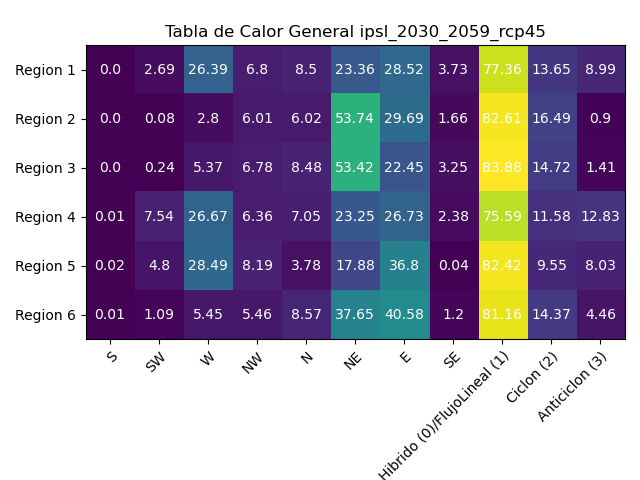 Tabla de Calor General ipsl_2030_2059_rcp45
Region 1 0.0 2.69 26.39 6.8 8.5 23.36 28.52 3.73 77.36 13.65 8.99
Region 2 0.0 0.08 2.8 6.01 6.02 53.74 29.69 1.66 82.61 16.49 0.9
Region 3 0.0 0.24 5.37 6.78 8.48 53.42 22.45 3.25 83.88 14.72 1.41
Region 4 0.01 7.54 26.67 6.36 7.05 23.25 26.73 2.38 75.59 11.58 12.83
Region 5 0.02 4.8 28.49 8.19 3.78 17.88 36.8 0.04 82.42 9.55 8.03
Region 6 0.01 1.09 5.45 5.46 8.57 37.65 40.58 1.2 81.16 14.37 4.46
S SW W NW N NE E SE Hibrido (0)/FlujoLineal (1) Ciclon (2) Anticiclon (3)